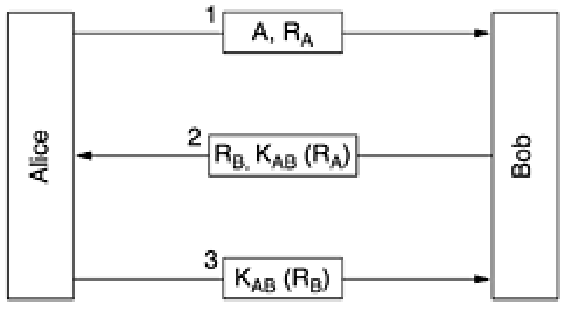 1
A, R_A
Alice
Bob
2
R_B, K_AB (R_A)
3
K_AB (R_B)